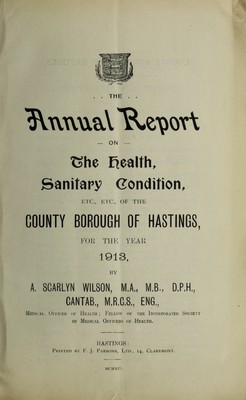 . . THE . .
Annual Report
— ON —
The Health,
Sanitary Condition,
ETC., ETC., OF THE
COUNTY BOROUGH OF HASTINGS,
FOR THE YEAR
1913,
BY
A. SCARLYN WILSON, M.A., M.B., D.P.H.,
CANTAB., M.R.C.S., ENG.,
MEDICAL OFFICER OF HEALTH; FELLOW OF THE INCORPORATED SOCIETY
OF MEDICAL OFFICERS OF HEALTH.
HASTINGS:
PRINTED BY F. J. PARSONS, LTD., 14, CLAREMONT.